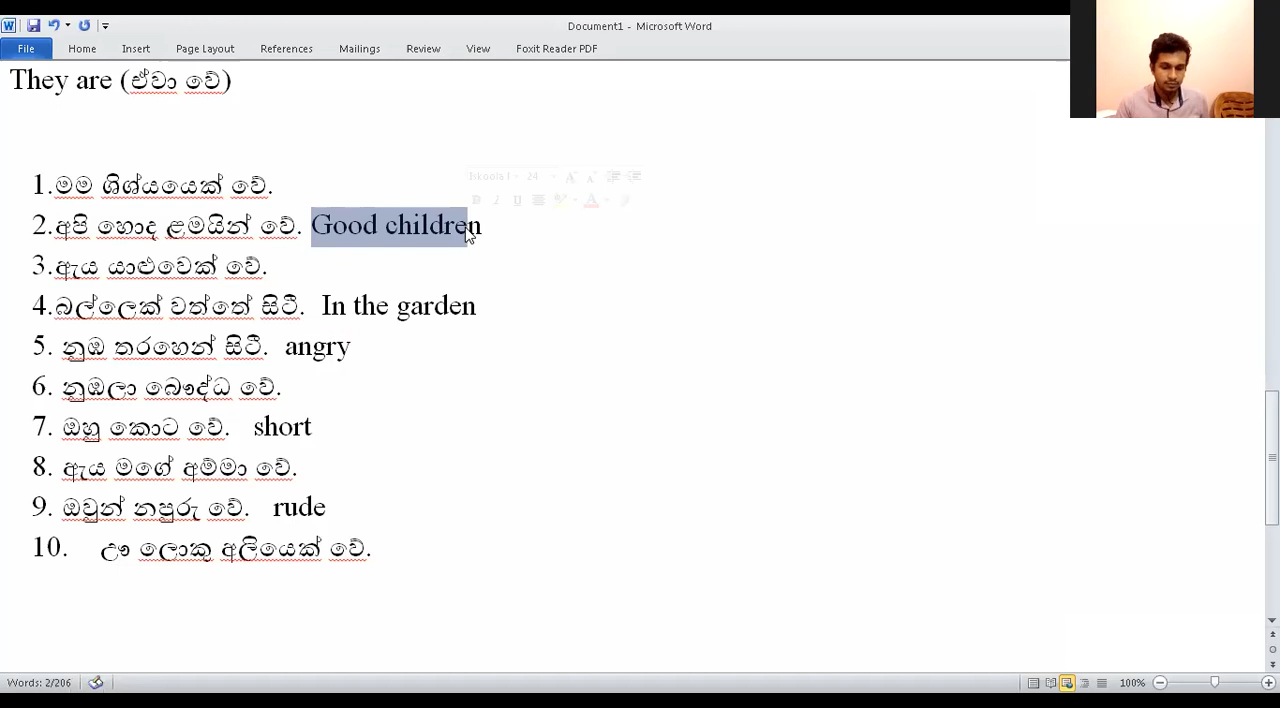 Document1 - Microsoft Word
File Home Insert Page Layout References Mailings Review View Foxit Reader PDF
They are (ඒවා වේ)
1.මම ශිශ්යයෙක් වේ.
24
2.අපි හොද ළමයින් වේ. Good children
3.ඇය යාළුවෙක් වේ.
4.බල්ලෙක් වත්තේ සිටී. In the garden
5. නුඹ තරහෙන් සිටී. angry
6. නුඹලා බෞද්ධ වේ.
7. ඔහු කොට වේ. short
8. ඇය මගේ අම්මා වේ.
9. ඔවුන් නපුරු වේ. rude
10. ඌ ලොකු අලියෙක් වේ.
Words: 2/206 100%